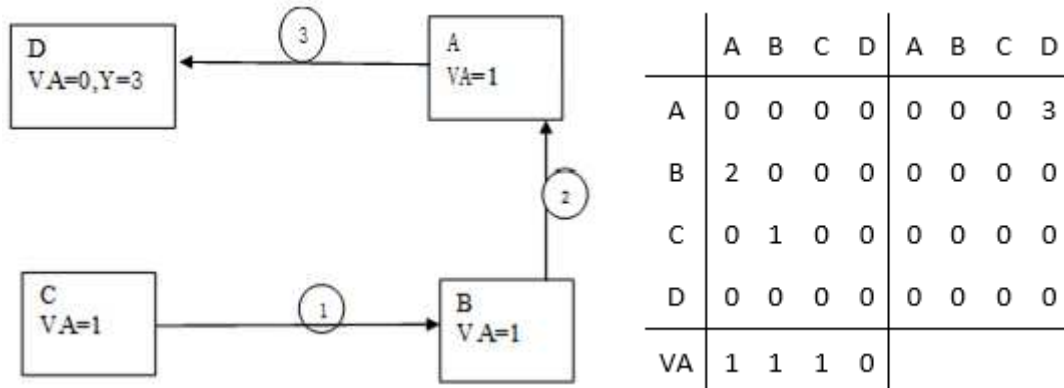 D
VA=0,Y=3
3
A
VA=1
2
C
VA=1
1
B
VA=1
A B C D A B C D
A 0 0 0 0 0 0 0 3
B 2 0 0 0 0 0 0 0
C 0 1 0 0 0 0 0 0
D 0 0 0 0 0 0 0 0
VA 1 1 1 0